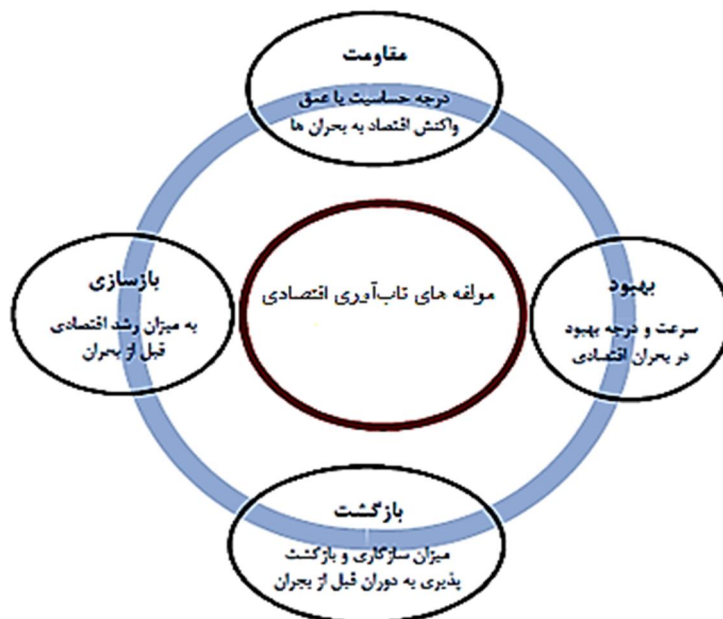 مقاومت
درجه حساسیت یا عمق
واکنش اقتصاد به بحران ها
بهبود
سرعت و درجه بهبود
در بحران اقتصادی
مولفه های تاب‌آوری اقتصادی
بازسازی
به میزان رشد اقتصادی
قبل از بحران
بازگشت
میزان سازگاری و بازگشت
پذیری به دوران قبل از بحران